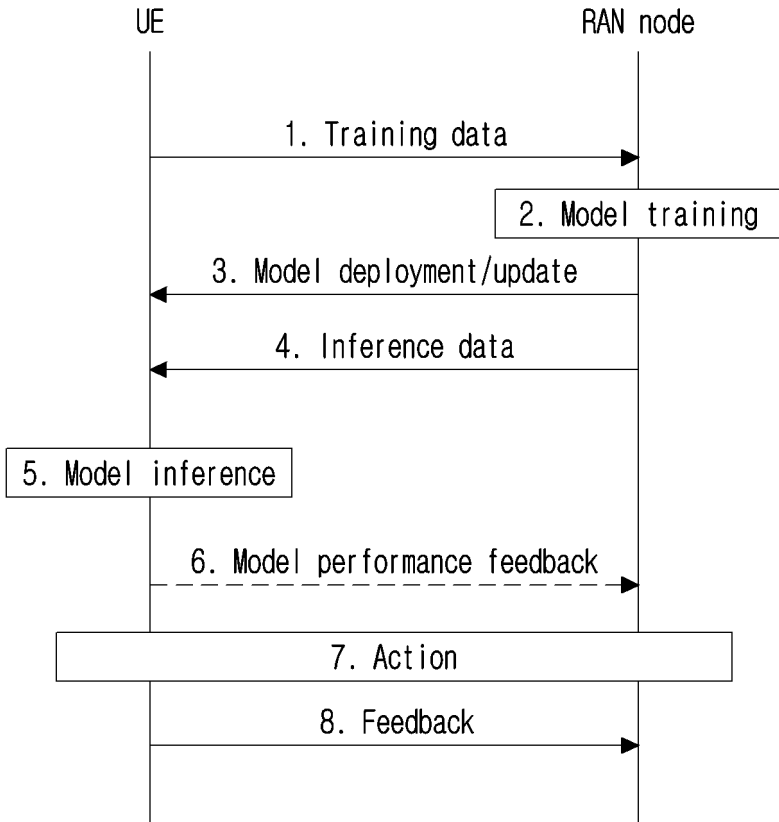 UE
RAN node
1. Training data
2. Model training
3. Model deployment/update
4. Inference data
5. Model inference
6. Model performance feedback
7. Action
8. Feedback